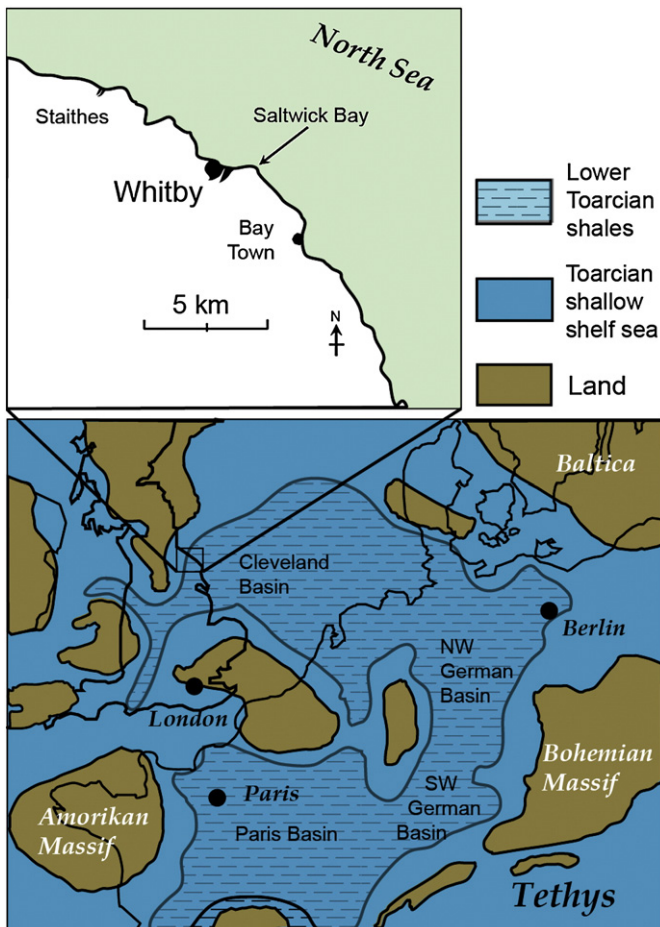 North Sea
Staithes
Saltwick Bay
Whitby
Bay
Town
5 km
N
Lower
Toarcian
shales
Toarcian
shallow
shelf sea
Land
Baltica
Cleveland
Basin
Berlin
NW
German
Basin
London
Bohemian
Massif
Paris
SW
German
Basin
Amorikan
Massif
Paris Basin
Tethys